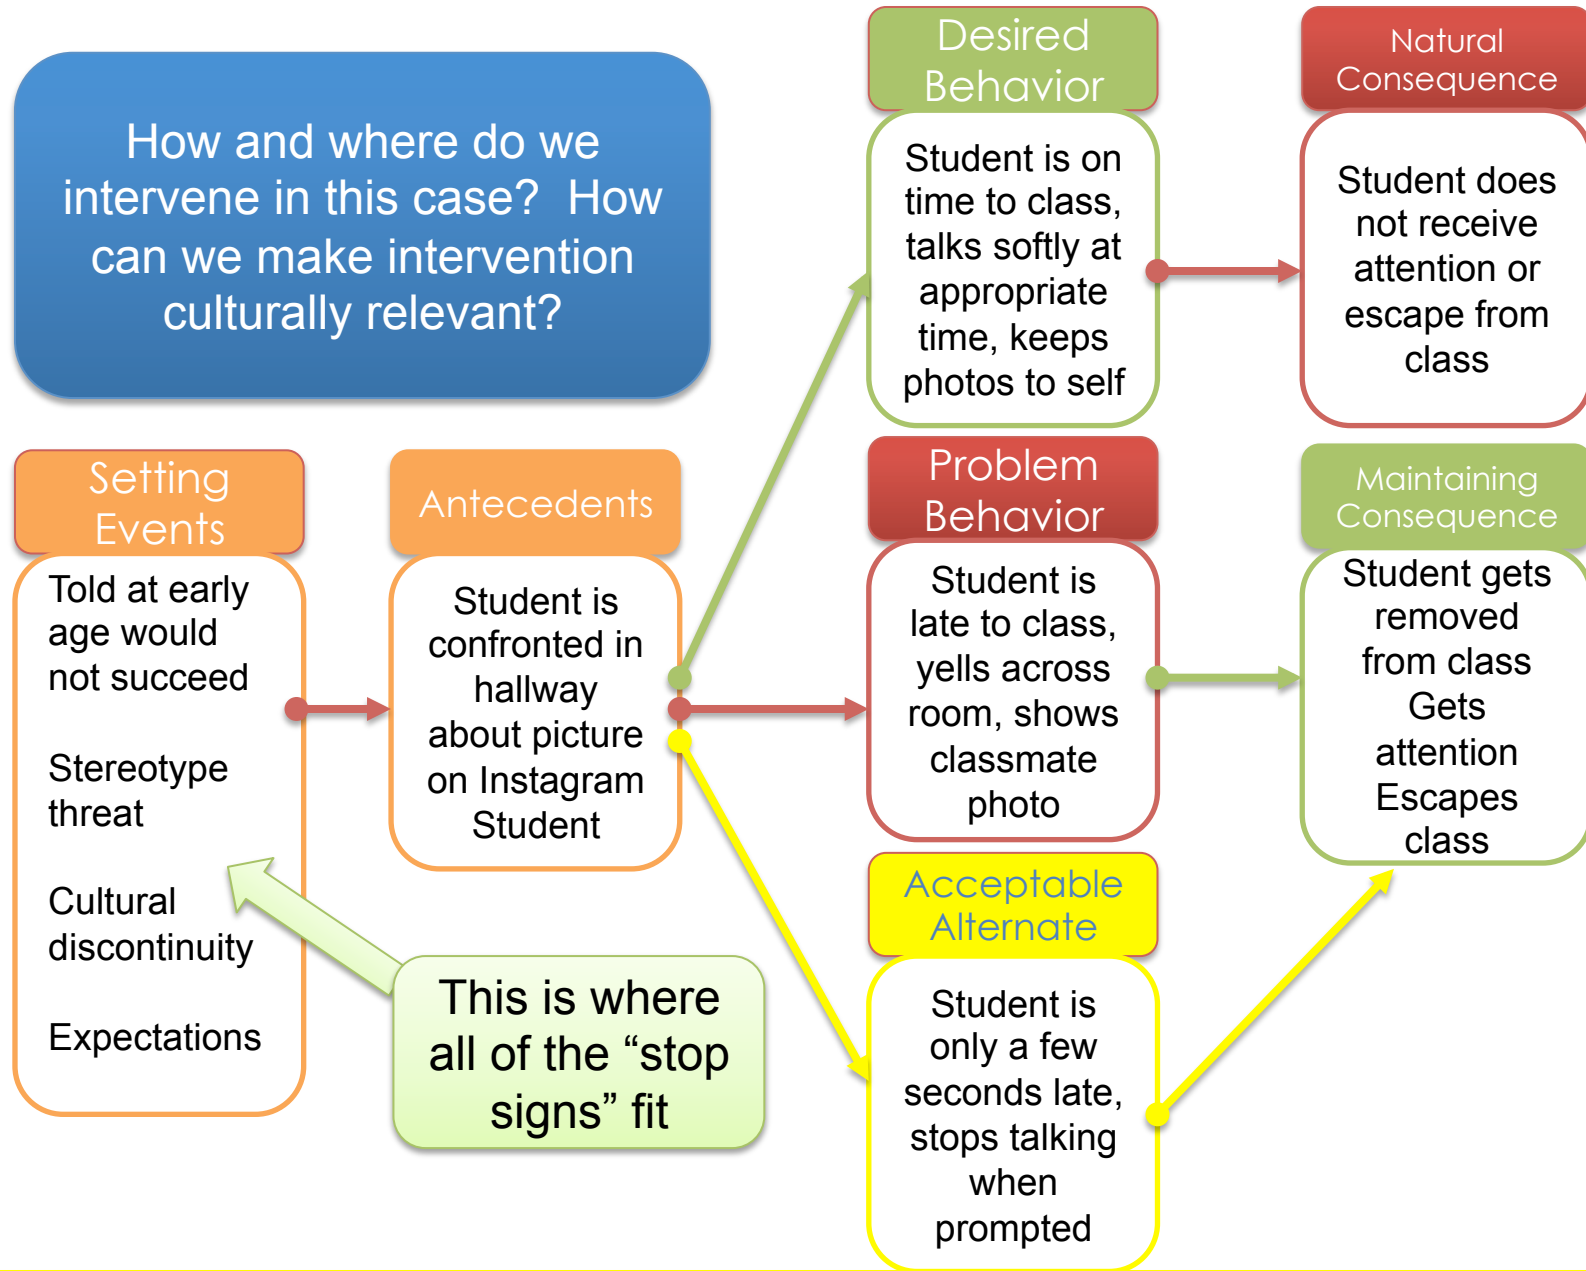 How and where do we
intervene in this case?  How
can we make intervention
culturally relevant?
Desired
Behavior
Student is on
time to class,
talks softly at
appropriate
time, keeps
photos to self
Natural
Consequence
Student does
not receive
attention or
escape from
class
Setting
Events
Told at early
age would
not succeed
Stereotype
threat
Cultural
discontinuity
Expectations
Antecedents
Student is
confronted in
hallway
about picture
on Instagram
Student
Problem
Behavior
Student is
late to class,
yells across
room, shows
classmate
photo
Maintaining
Consequence
Student gets
removed
from class
Gets
attention
Escapes
class
This is where
all of the “stop
signs” fit
Acceptable
Alternate
Student is
only a few
seconds late,
stops talking
when
prompted